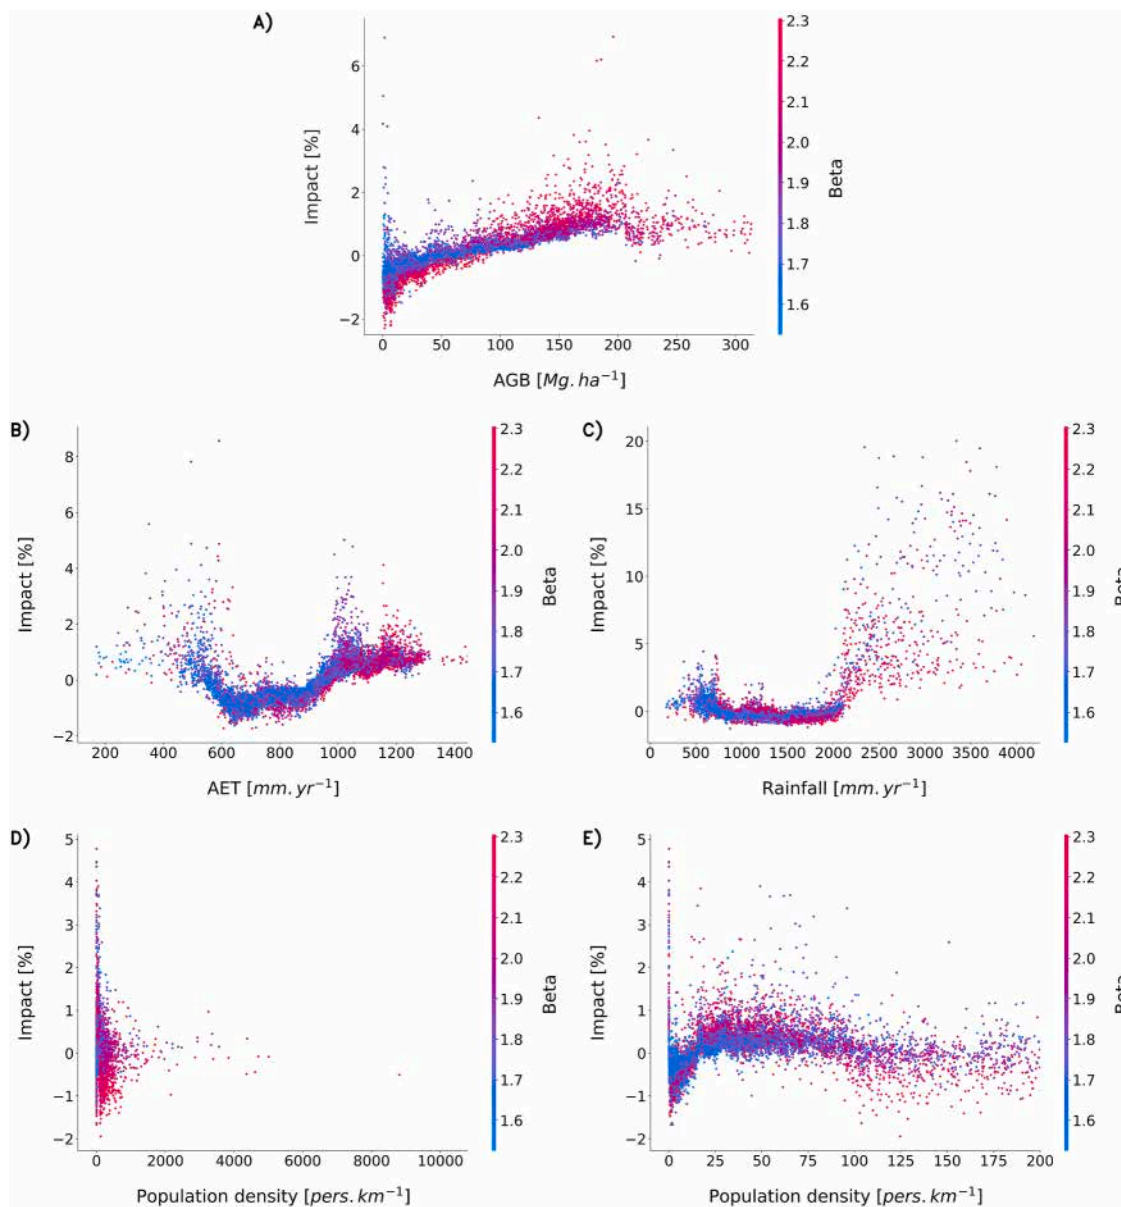 A)
Impact [%]
6
4
2
0
−2
0 50 100 150 200 250 300
AGB [Mg. ha⁻¹]
2.3
2.2
2.1
2.0
1.9
1.8
1.7
1.6
Beta
B)
Impact [%]
8
6
4
2
0
−2
200 400 600 800 1000 1200 1400
AET [mm. yr⁻¹]
2.3
2.2
2.1
2.0
1.9
1.8
1.7
1.6
Beta
C)
Impact [%]
20
15
10
5
0
0 500 1000 1500 2000 2500 3000 3500 4000
Rainfall [mm. yr⁻¹]
2.3
2.2
2.1
2.0
1.9
1.8
1.7
1.6
Beta
D)
Impact [%]
5
4
3
2
1
0
−1
−2
0 2000 4000 6000 8000 10000
Population density [pers. km⁻¹]
2.3
2.2
2.1
2.0
1.9
1.8
1.7
1.6
Beta
E)
Impact [%]
5
4
3
2
1
0
−1
−2
0 25 50 75 100 125 150 175 200
Population density [pers. km⁻¹]
2.3
2.2
2.1
2.0
1.9
1.8
1.7
1.6
Beta